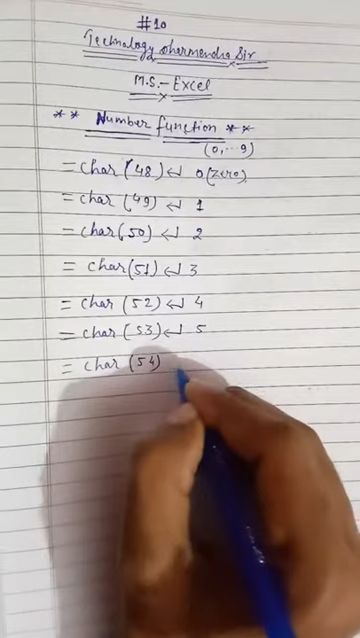 #10
Technology Dharmendra Sir
M.S.-Excel
** Number function **
(0,...9)
= char (48) ↵ 0 (zero)
= char (49) ↵ 1
= char (50) ↵ 2
= char (51) ↵ 3
= char (52) ↵ 4
= char (53) ↵ 5
= char (54)